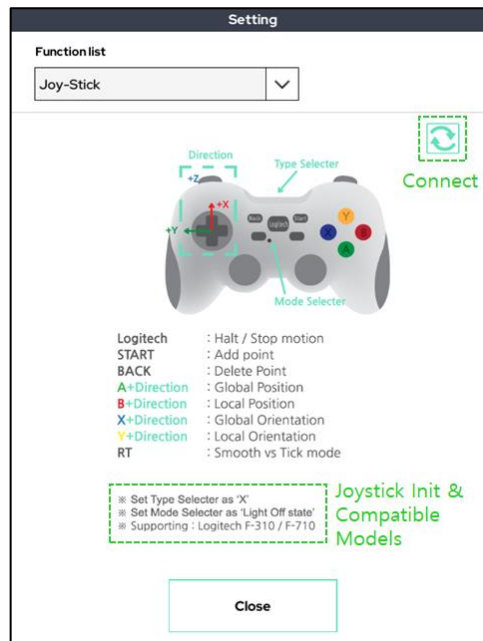 Setting
Function list
Joy-Stick
Connect
Direction
Type Selecter
+Z
+X
+Y
Back
Logitech
Start
Y
X
B
A
Mode Selecter
Logitech : Halt / Stop motion
START : Add point
BACK : Delete Point
A+Direction : Global Position
B+Direction : Local Position
X+Direction : Global Orientation
Y+Direction : Local Orientation
RT : Smooth vs Tick mode
※ Set Type Selecter as 'X'
※ Set Mode Selecter as 'Light Off state'
※ Supporting : Logitech F-310 / F-710
Joystick Init &
Compatible
Models
Close